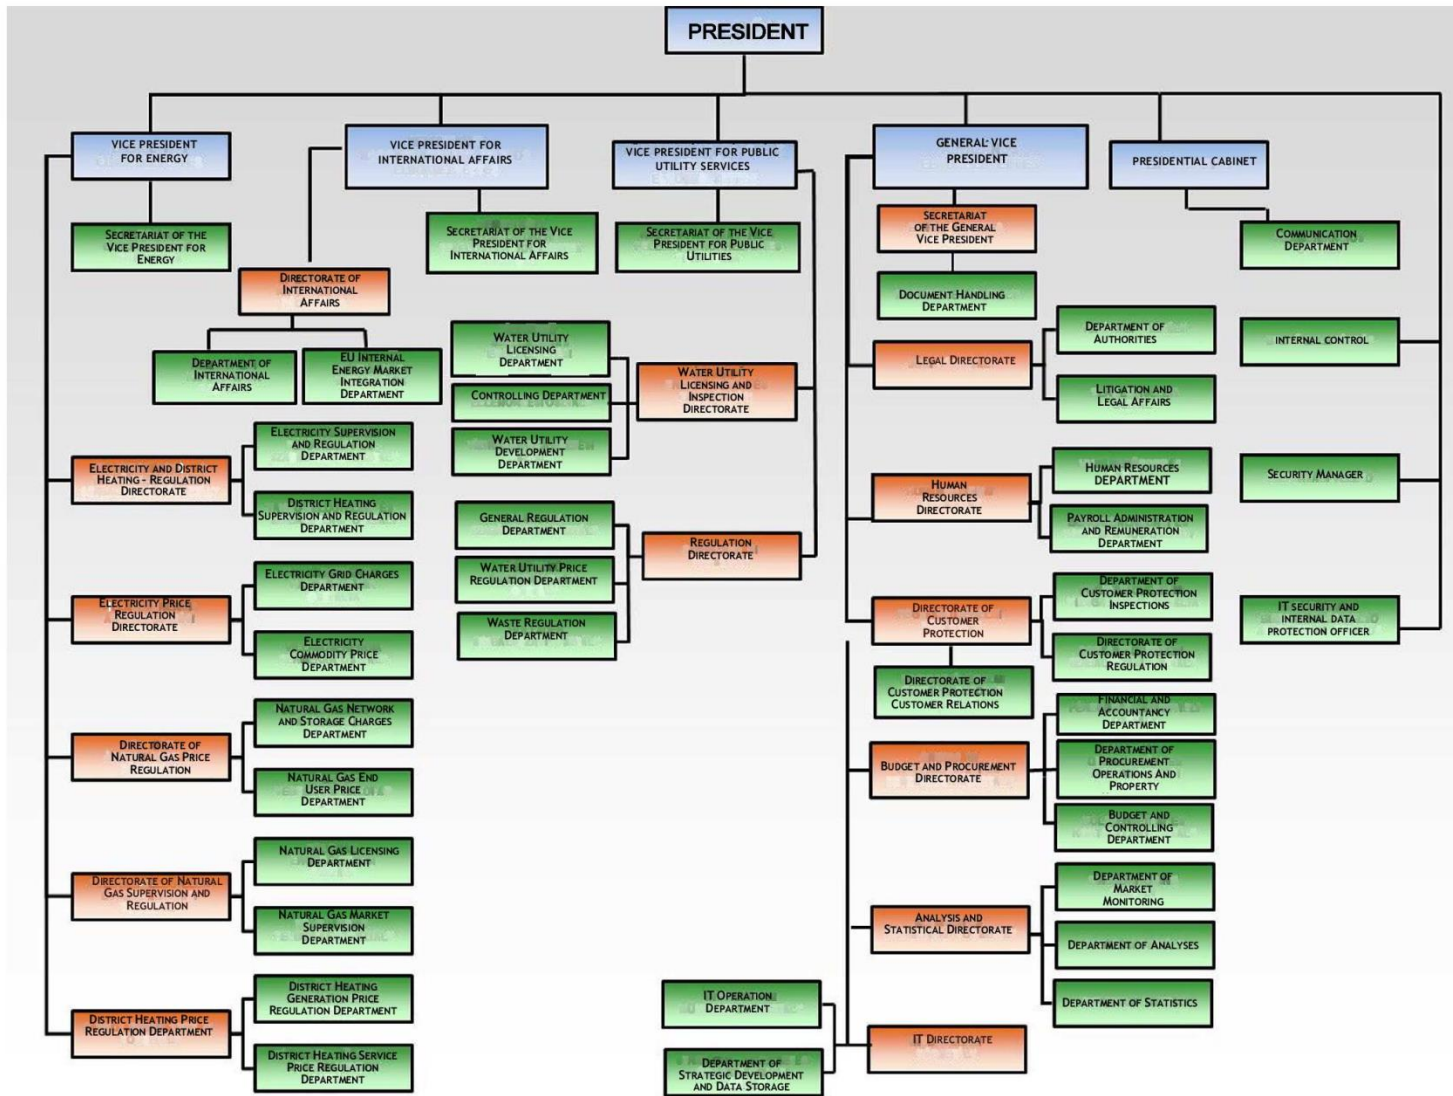 PRESIDENT
VICE PRESIDENT
FOR ENERGY
VICE PRESIDENT FOR
INTERNATIONAL AFFAIRS
VICE PRESIDENT FOR PUBLIC
UTILITY SERVICES
GENERAL VICE
PRESIDENT
PRESIDENTIAL CABINET
SECRETARIAT OF THE
VICE PRESIDENT FOR
ENERGY
SECRETARIAT OF THE VICE
PRESIDENT FOR
INTERNATIONAL AFFAIRS
SECRETARIAT OF THE VICE
PRESIDENT FOR PUBLIC
UTILITIES
SECRETARIAT
OF THE GENERAL
VICE PRESIDENT
COMMUNICATION
DEPARTMENT
DIRECTORATE OF
INTERNATIONAL
AFFAIRS
DOCUMENT HANDLING
DEPARTMENT
DEPARTMENT OF
INTERNATIONAL
AFFAIRS
EU INTERNAL
ENERGY MARKET
INTEGRATION
DEPARTMENT
WATER UTILITY
LICENSING
DEPARTMENT
CONTROLLING DEPARTMENT
WATER UTILITY
DEVELOPMENT
DEPARTMENT
WATER UTILITY
LICENSING AND
INSPECTION
DIRECTORATE
LEGAL DIRECTORATE
DEPARTMENT OF
AUTHORITIES
LITIGATION AND
LEGAL AFFAIRS
INTERNAL CONTROL
ELECTRICITY AND DISTRICT
HEATING - REGULATION
DIRECTORATE
ELECTRICITY SUPERVISION
AND REGULATION
DEPARTMENT
DISTRICT HEATING
SUPERVISION AND REGULATION
DEPARTMENT
GENERAL REGULATION
DEPARTMENT
WATER UTILITY PRICE
REGULATION DEPARTMENT
WASTE REGULATION
DEPARTMENT
REGULATION
DIRECTORATE
HUMAN
RESOURCES
DIRECTORATE
HUMAN RESOURCES
DEPARTMENT
PAYROLL ADMINISTRATION
AND REMUNERATION
DEPARTMENT
SECURITY MANAGER
ELECTRICITY PRICE
REGULATION
DIRECTORATE
ELECTRICITY GRID CHARGES
DEPARTMENT
ELECTRICITY
COMMODITY PRICE
DEPARTMENT
DIRECTORATE OF
CUSTOMER
PROTECTION
DEPARTMENT OF
CUSTOMER PROTECTION
INSPECTIONS
DIRECTORATE OF
CUSTOMER PROTECTION
REGULATION
DIRECTORATE OF
CUSTOMER PROTECTION
CUSTOMER RELATIONS
IT SECURITY AND
INTERNAL DATA
PROTECTION OFFICER
DIRECTORATE OF
NATURAL GAS PRICE
REGULATION
NATURAL GAS NETWORK
AND STORAGE CHARGES
DEPARTMENT
NATURAL GAS END
USER PRICE
DEPARTMENT
BUDGET AND PROCUREMENT
DIRECTORATE
FINANCIAL AND
ACCOUNTANCY
DEPARTMENT
DEPARTMENT OF
PROCUREMENT
OPERATIONS AND
PROPERTY
BUDGET AND
CONTROLLING
DEPARTMENT
DIRECTORATE OF NATURAL
GAS SUPERVISION AND
REGULATION
NATURAL GAS LICENSING
DEPARTMENT
NATURAL GAS MARKET
SUPERVISION
DEPARTMENT
ANALYSIS AND
STATISTICAL DIRECTORATE
DEPARTMENT OF
MARKET
MONITORING
DEPARTMENT OF ANALYSES
DEPARTMENT OF STATISTICS
DISTRICT HEATING PRICE
REGULATION DEPARTMENT
DISTRICT HEATING
GENERATION PRICE
REGULATION DEPARTMENT
DISTRICT HEATING SERVICE
PRICE REGULATION
DEPARTMENT
IT OPERATION
DEPARTMENT
DEPARTMENT OF
STRATEGIC DEVELOPMENT
AND DATA STORAGE
IT DIRECTORATE